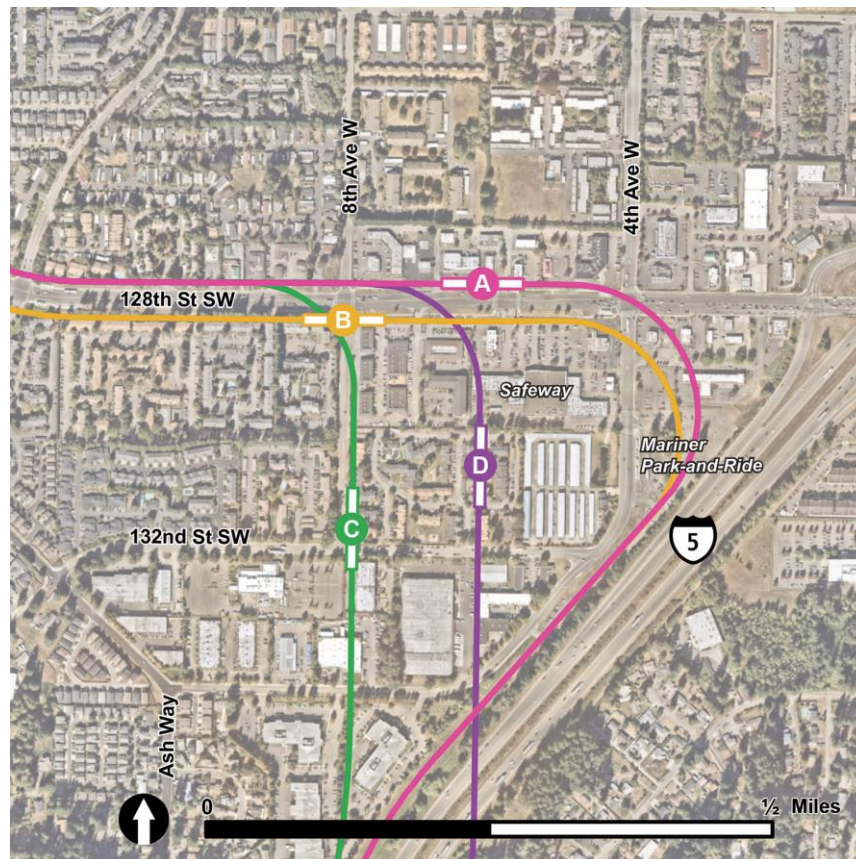 8th Ave W
4th Ave W
A
128th St SW
B
Safeway
D
Mariner
Park-and-Ride
C
132nd St SW
5
Ash Way
0
½ Miles